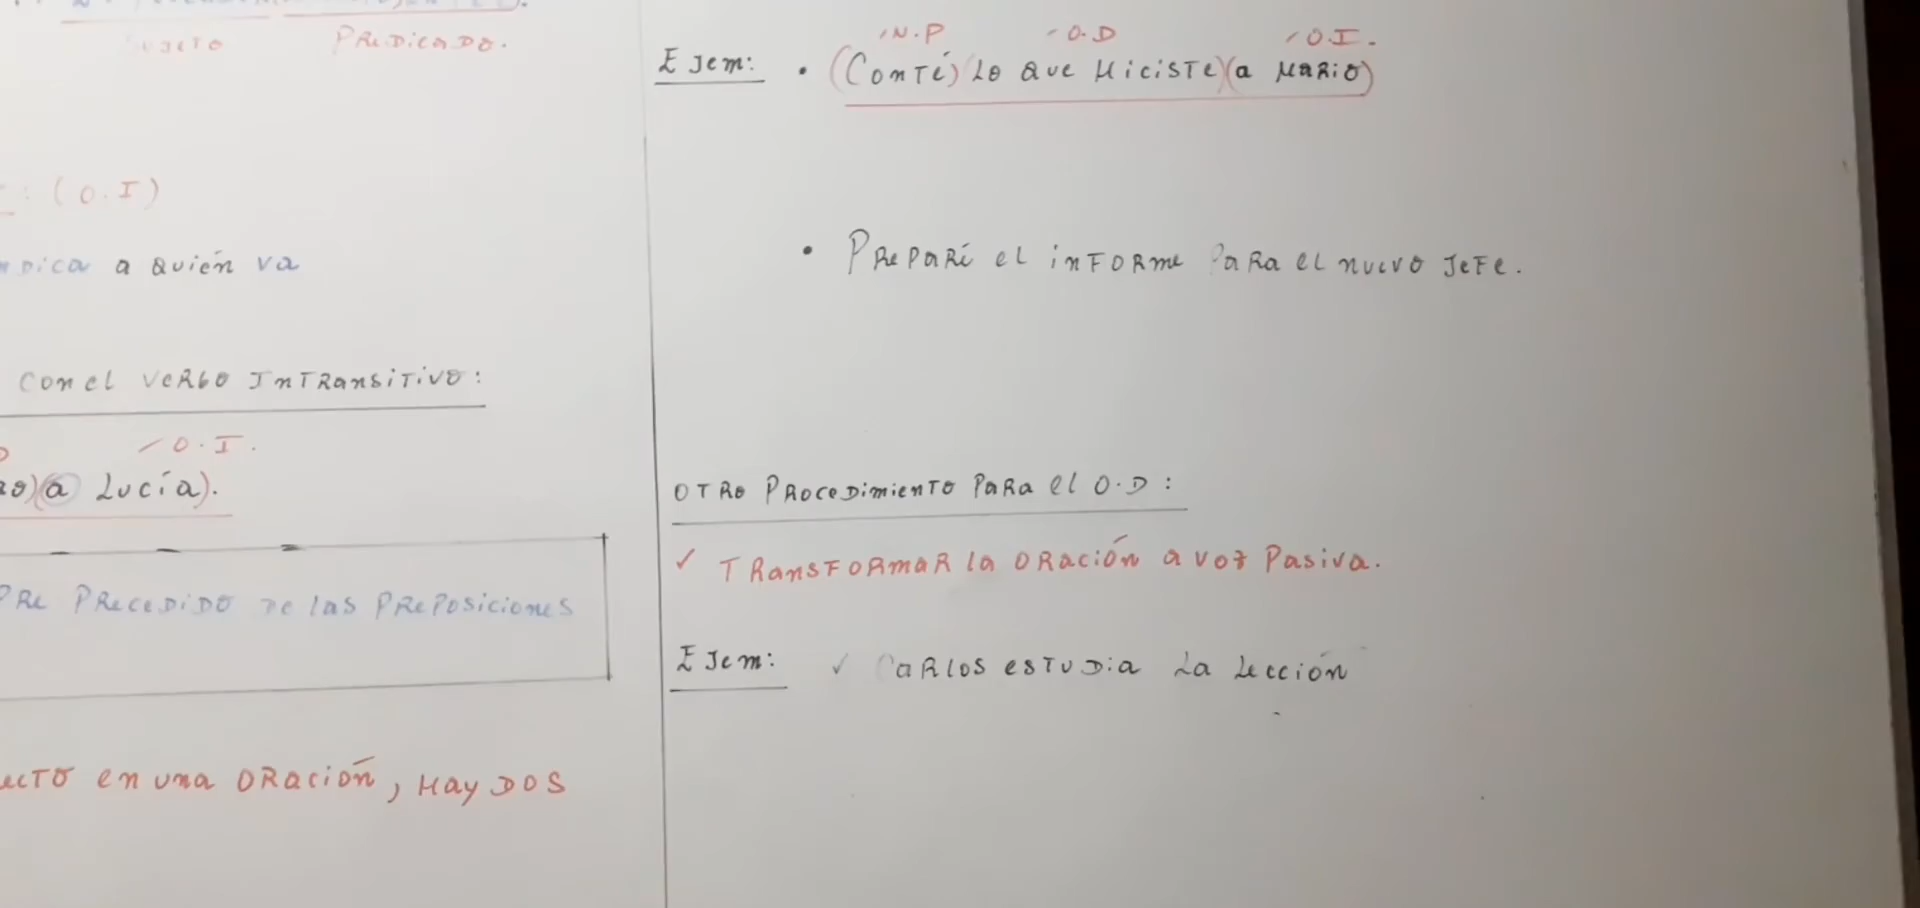 PREDICADO.
: (O.I)
a quién va
con el verbo Intransitivo:
O.I.
(a Lucía).
PRECEDIDO DE LAS PREPOSICIONES
en una oración, hay dos
N.P O.D O.I.
Ejem: • (Conté) (lo que hiciste) (a Mario)
• Preparé el informe para el nuevo jefe.
Otro procedimiento para el O.D:
✓ Transformar la oración a voz pasiva.
Ejem: ✓ Carlos estudia la lección